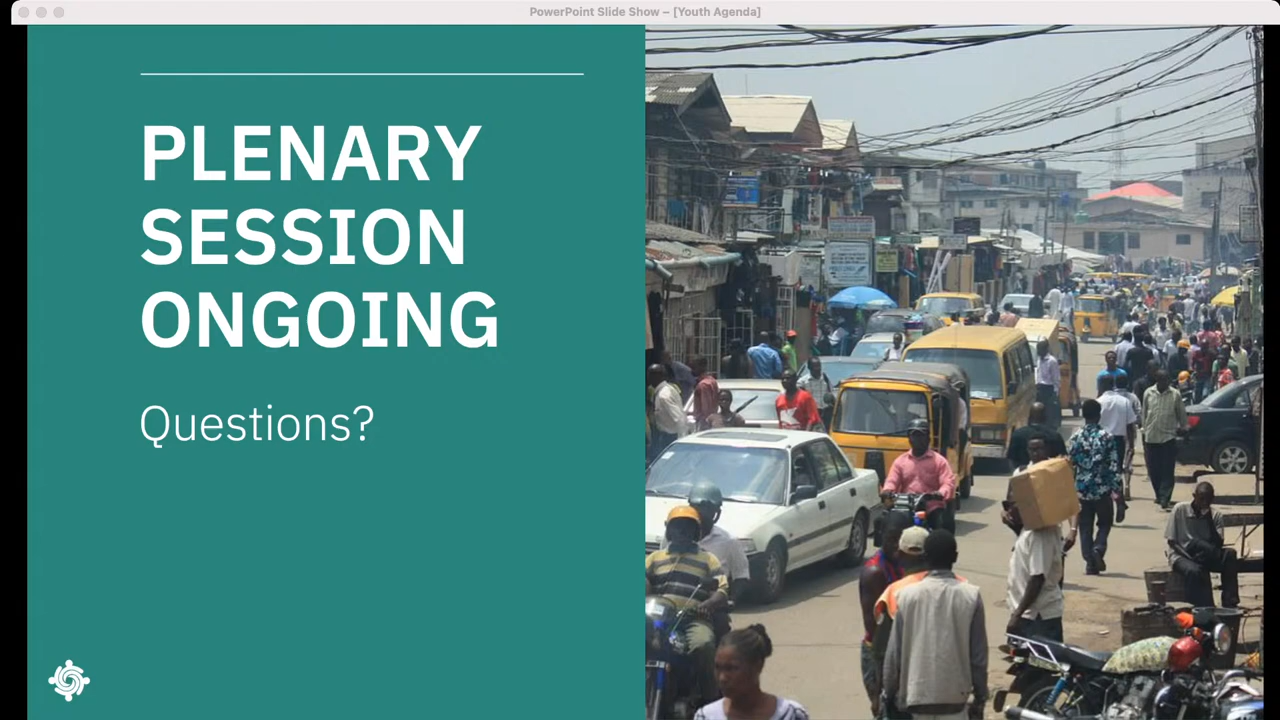 PowerPoint Slide Show – [Youth Agenda]
PLENARY
SESSION
ONGOING
Questions?